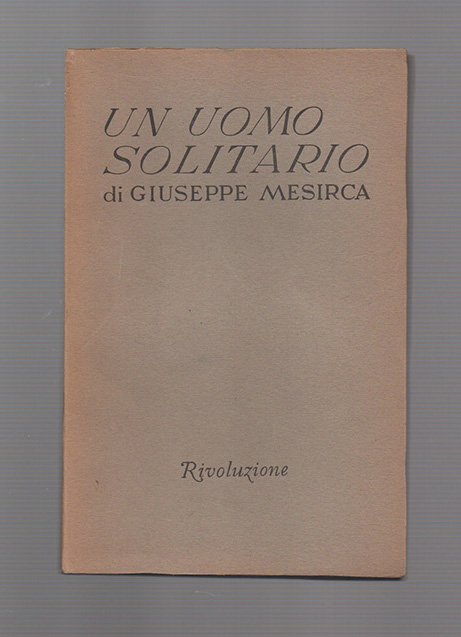 UN UOMO
SOLITARIO
di GIUSEPPE MESIRCA
Rivoluzione